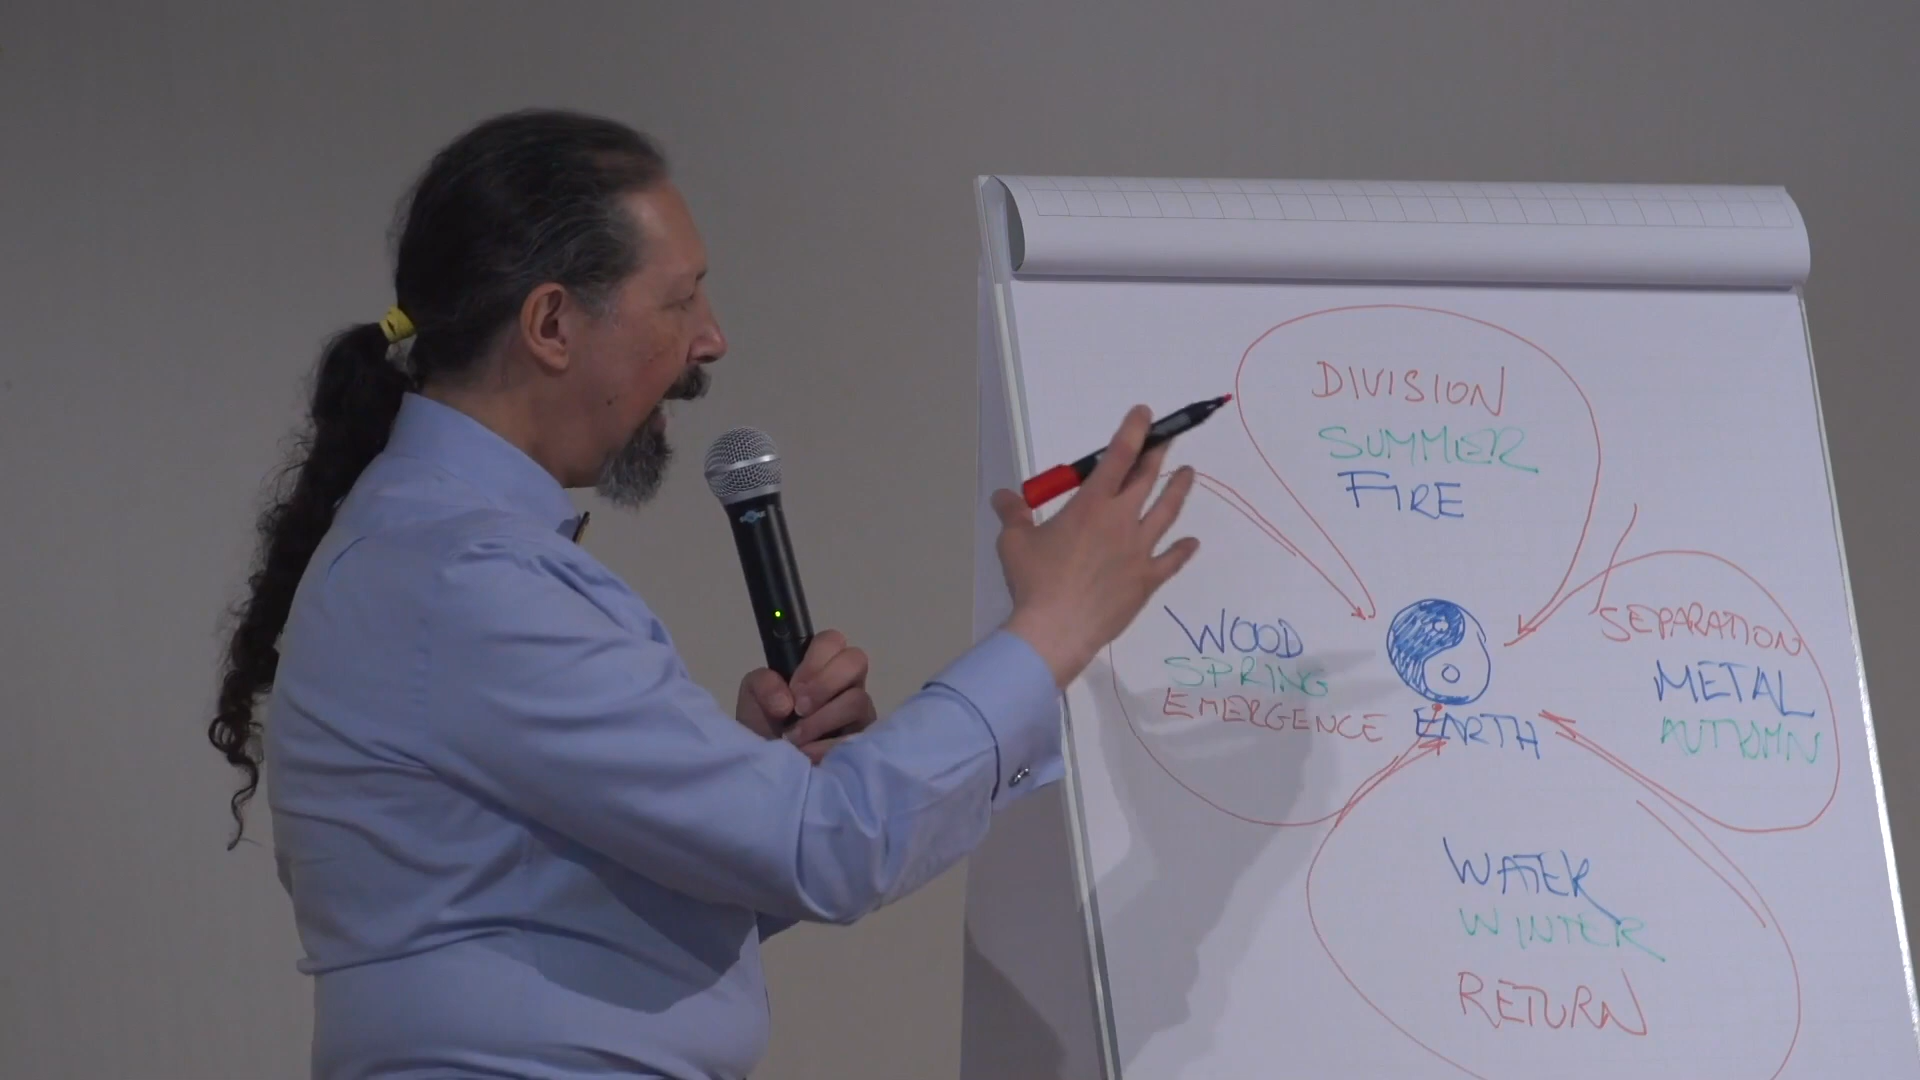 DIVISION
SUMMER
FIRE
WOOD
SPRING
EMERGENCE
EARTH
SEPARATION
METAL
AUTUMN
WATER
WINTER
RETURN